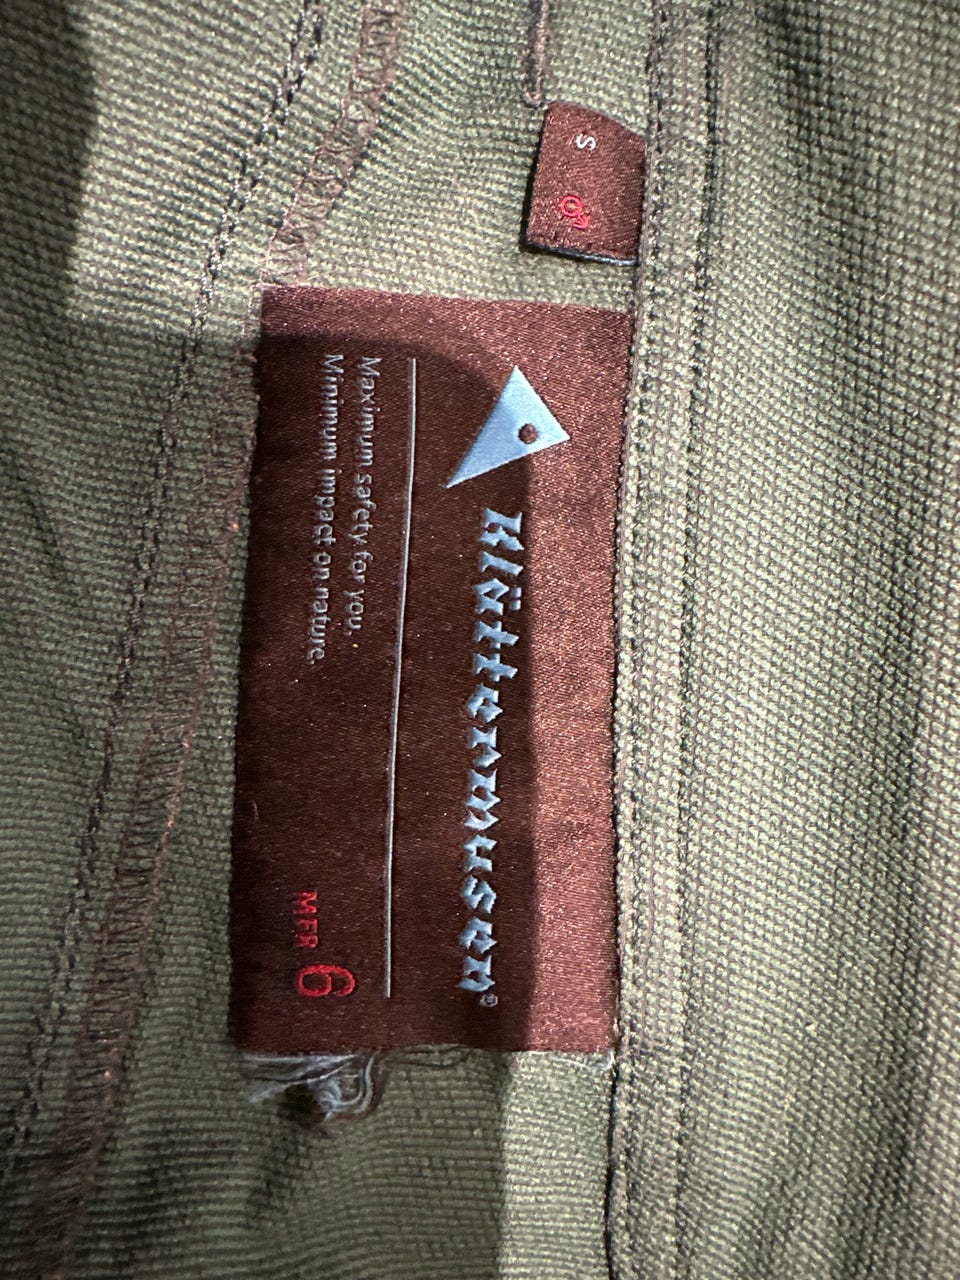 S
Klättermusen®
Maximum safety for you.
Minimum impact on nature.
MFR 6